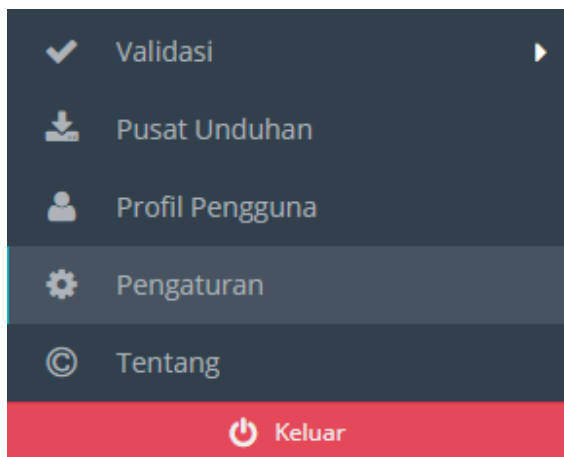 Validasi
Pusat Unduhan
Profil Pengguna
Pengaturan
Tentang
Keluar